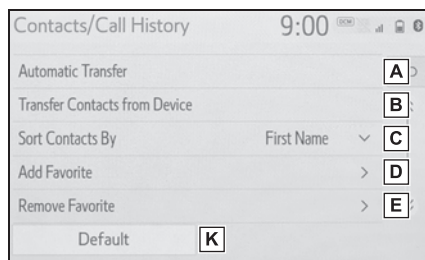 Contacts/Call History 9:00 DCM
Automatic Transfer A
Transfer Contacts from Device B
Sort Contacts By First Name C
Add Favorite > D
Remove Favorite > E
Default K